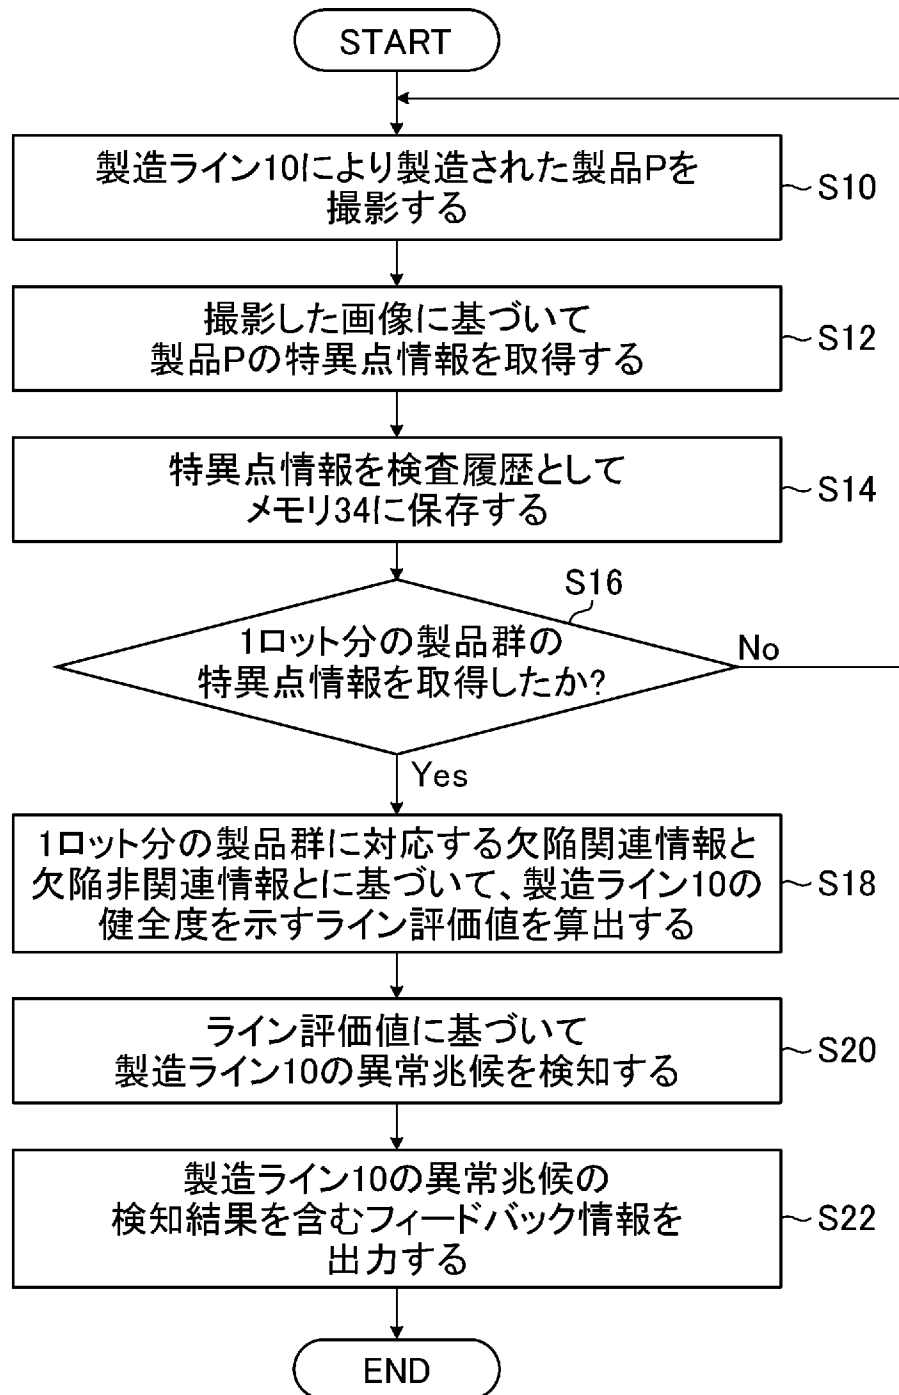 START
製造ライン10により製造された製品Pを
撮影する
S10
撮影した画像に基づいて
製品Pの特異点情報を取得する
S12
特異点情報を検査履歴として
メモリ34に保存する
S14
S16
1ロット分の製品群の
特異点情報を取得したか?
No
Yes
1ロット分の製品群に対応する欠陥関連情報と
欠陥非関連情報とに基づいて、製造ライン10の
健全度を示すライン評価値を算出する
S18
ライン評価値に基づいて
製造ライン10の異常兆候を検知する
S20
製造ライン10の異常兆候の
検知結果を含むフィードバック情報を
出力する
S22
END